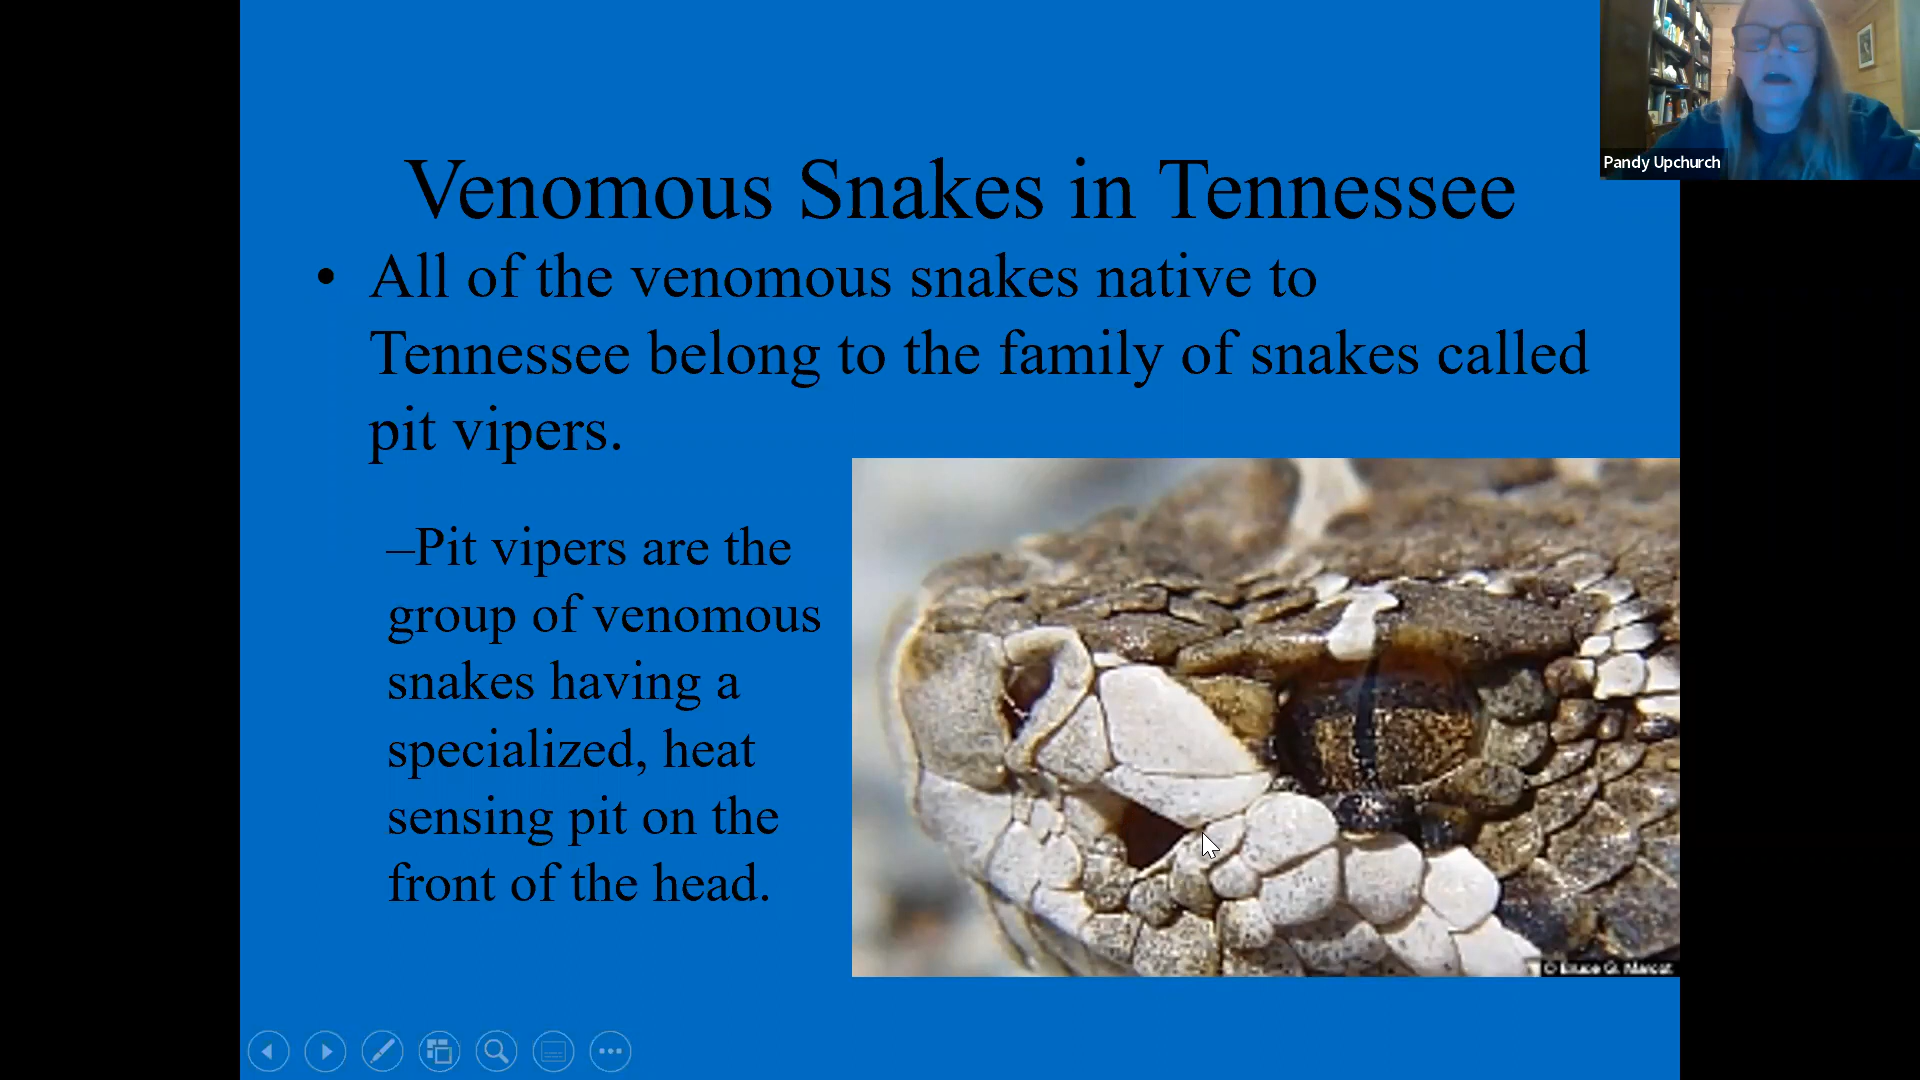 Pandy Upchurch
Venomous Snakes in Tennessee
• All of the venomous snakes native to
Tennessee belong to the family of snakes called
pit vipers.
–Pit vipers are the
group of venomous
snakes having a
specialized, heat
sensing pit on the
front of the head.
© Bruce G. Marcot